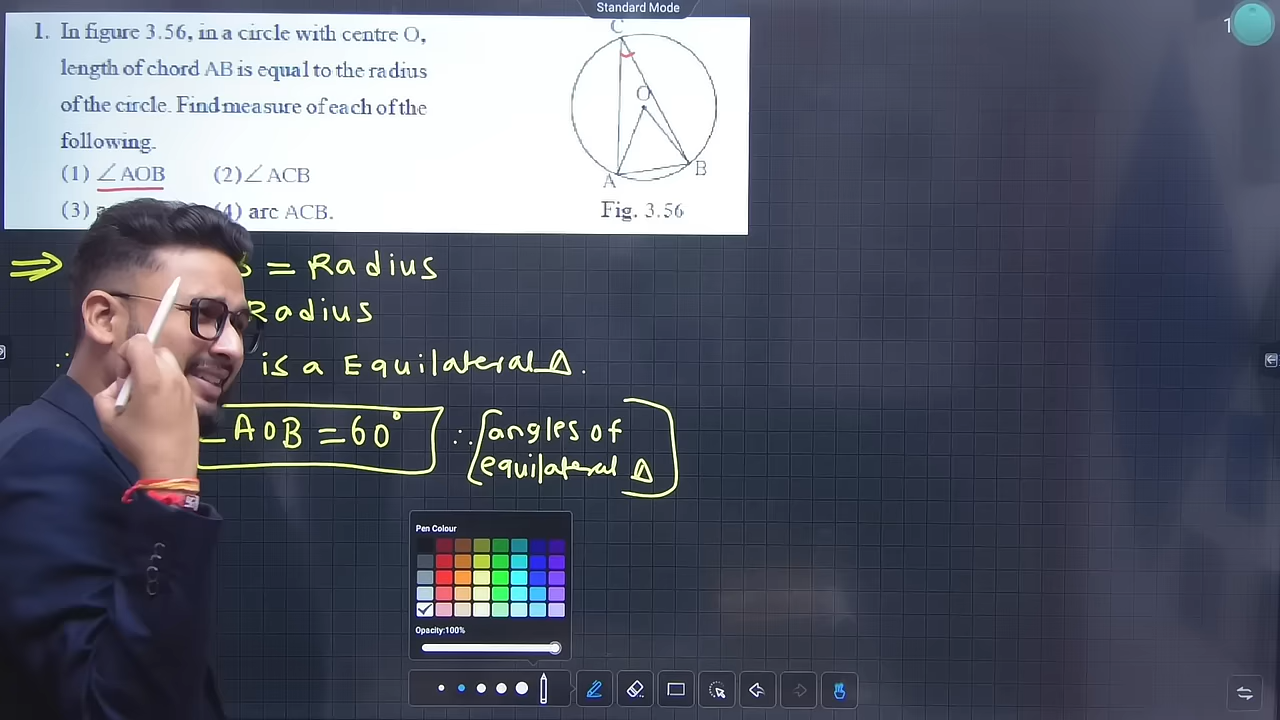 Standard Mode
1. In figure 3.56, in a circle with centre O,
length of chord AB is equal to the radius
of the circle. Find measure of each of the
following.
(1) ∠AOB (2) ∠ACB
(3) (4) arc ACB.
C
O
A
B
Fig. 3.56
1
⇒ = Radius
Radius
∴ is a Equilateral Δ.
AOB = 60°
∴ [angles of
equilateral Δ]
Pen Colour
Opacity:100%